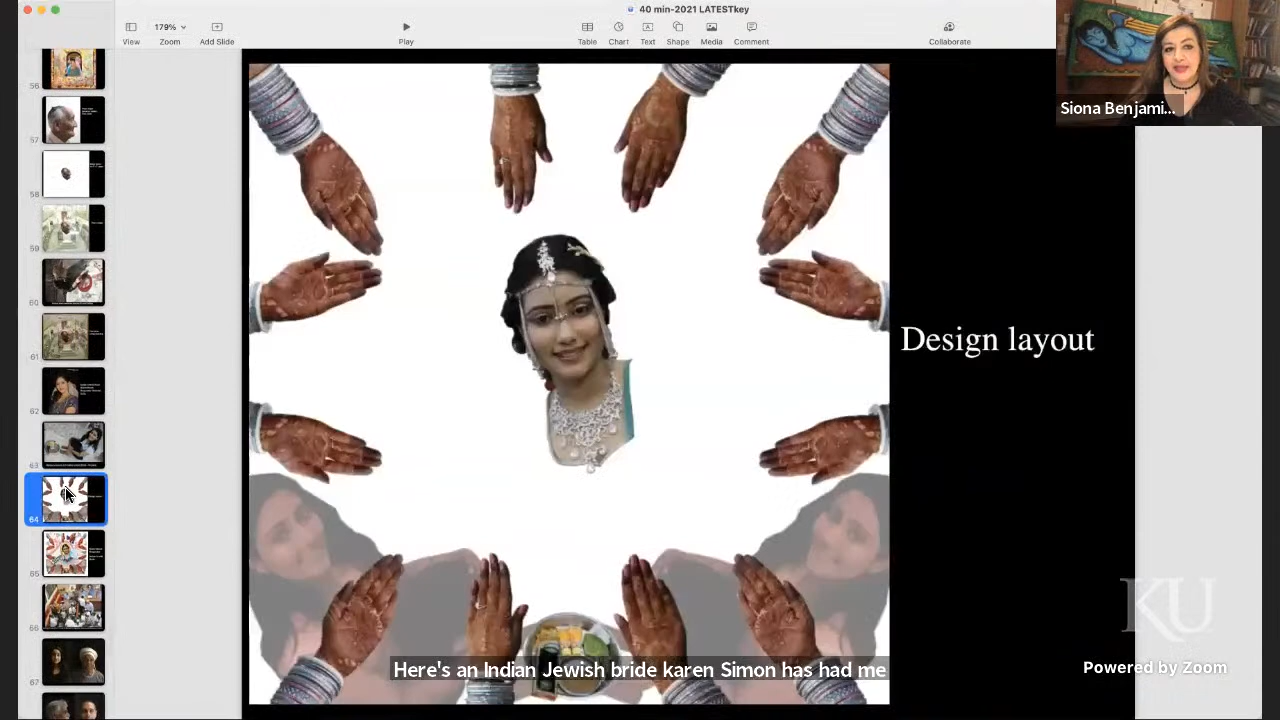 40 min-2021 LATESTkey
View
179%
Zoom
Add Slide
Play
Table
Chart
Text
Shape
Media
Comment
Collaborate
Siona Benjami...
56
57
58
59
60
61
62
63
64
65
66
67
Design layout
KU
Here's an Indian Jewish bride karen Simon has had me
Powered by Zoom